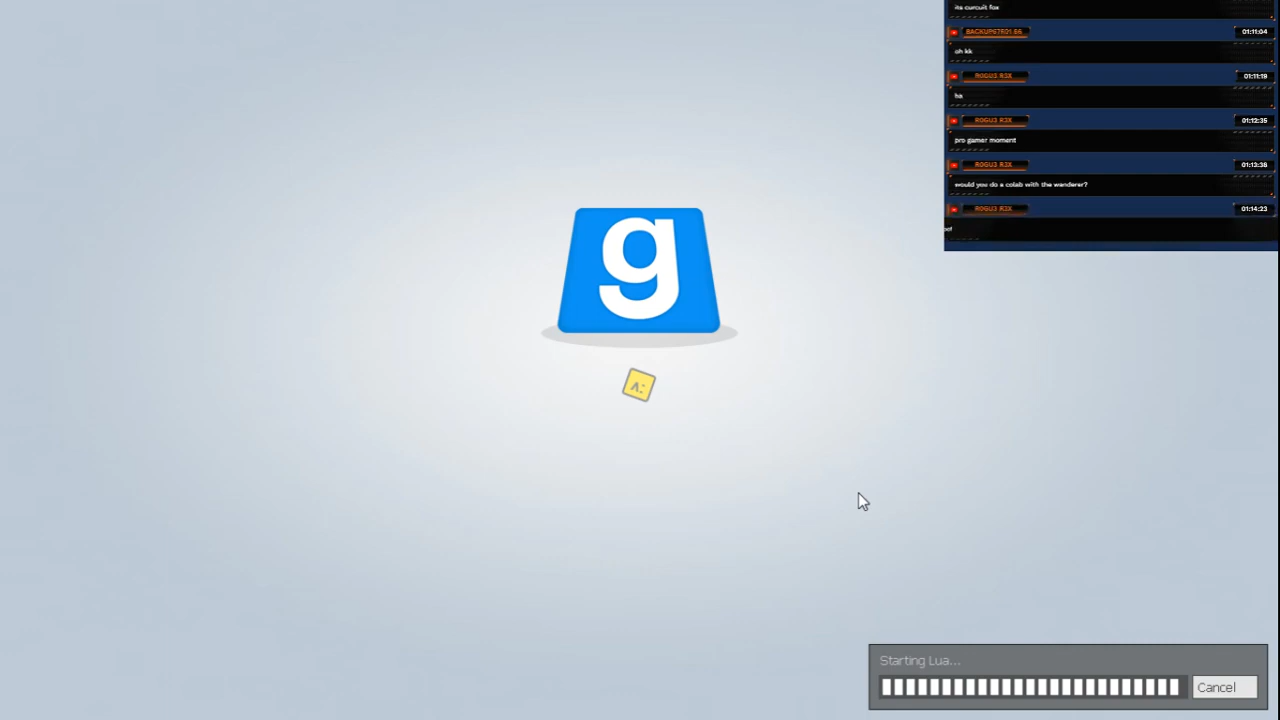 its curcuit fox
01:11:04
oh kk
ROGU3 R3X 01:11:19
ha
ROGU3 R3X 01:12:35
pro gamer moment
ROGU3 R3X 01:13:38
would you do a colab with the wanderer?
ROGU3 R3X 01:14:23
oof
g
Starting Lua...
Cancel